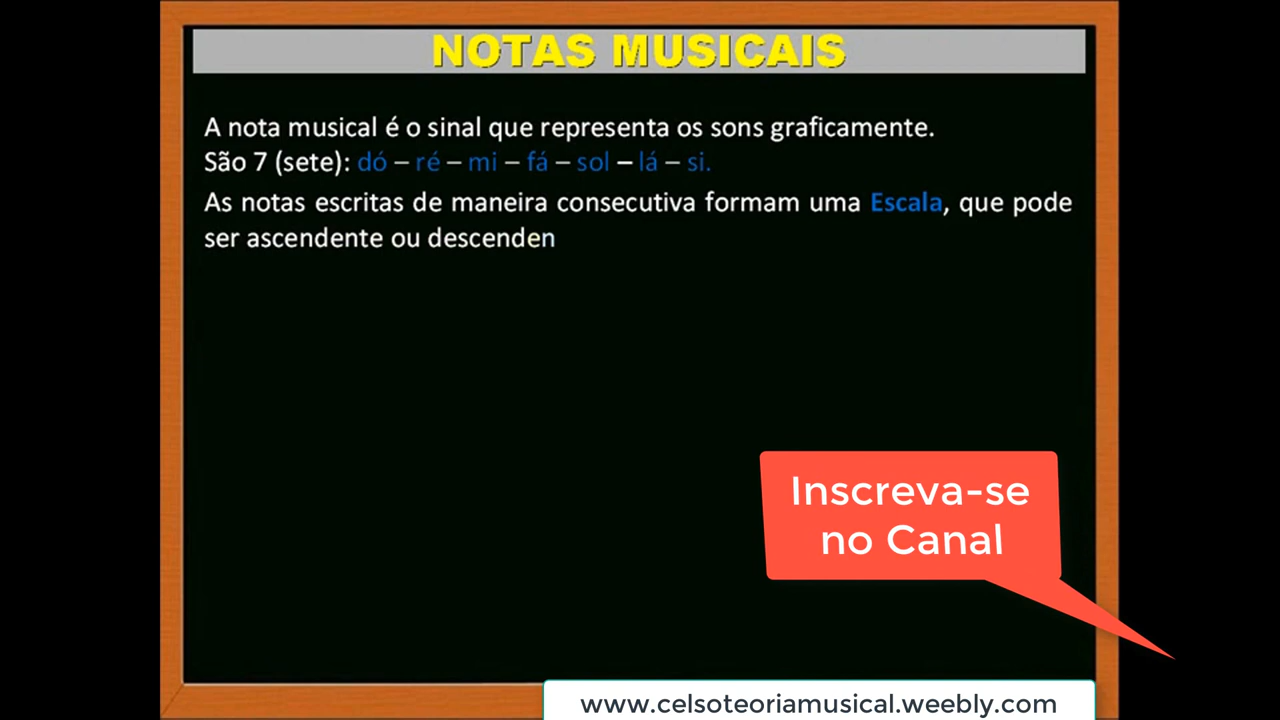 NOTAS MUSICAIS
A nota musical é o sinal que representa os sons graficamente.
São 7 (sete): dó – ré – mi – fá – sol – lá – si.
As notas escritas de maneira consecutiva formam uma Escala, que pode
ser ascendente ou descenden
Inscreva-se
no Canal
www.celsoteoriamusical.weebly.com